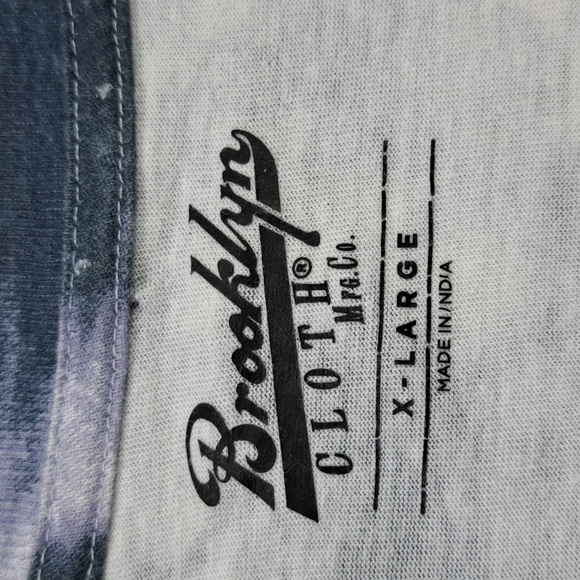 Brooklyn
CLOTH®
MFG.CO.
X-LARGE
MADE IN INDIA